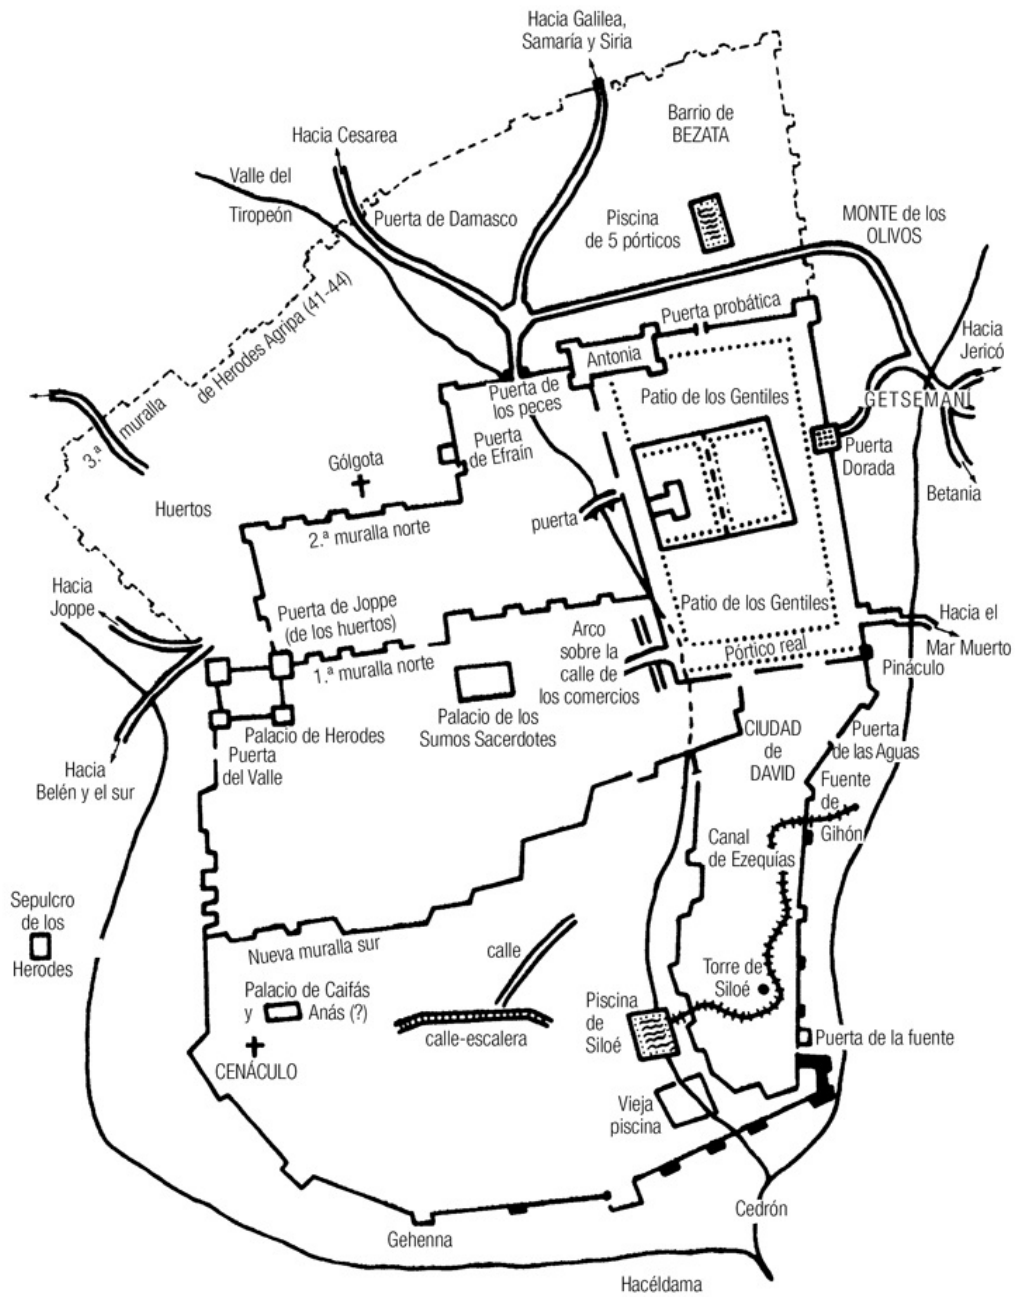 Hacia Galilea,
Samaría y Siria
Barrio de
BEZATA
Hacia Cesarea
Valle del
Tiropeón
Puerta de Damasco
Piscina
de 5 pórticos
MONTE de los
OLIVOS
3.ª muralla de Herodes Agripa (41-44)
Puerta probática
Hacia
Jericó
Antonia
Puerta de
los peces
Patio de los Gentiles
GETSEMANÍ
Puerta
de Efraín
Puerta
Dorada
Gólgota
Betania
Huertos
2.ª muralla norte
puerta
Hacia
Joppe
Puerta de Joppe
(de los huertos)
Patio de los Gentiles
Hacia el
Mar Muerto
Arco
sobre la
calle de
los comercios
Pórtico real
Pináculo
1.ª muralla norte
Palacio de los
Sumos Sacerdotes
Palacio de Herodes
Puerta
del Valle
CIUDAD
de
DAVID
Puerta
de las Aguas
Hacia
Belén y el sur
Fuente
de
Gihón
Canal
de Ezequías
Sepulcro
de los
Herodes
Nueva muralla sur
calle
Torre de
Siloé
Palacio de Caifás
y Anás (?)
Piscina
de
Siloé
calle-escalera
Puerta de la fuente
CENÁCULO
Vieja
piscina
Cedrón
Gehenna
Hacéldama